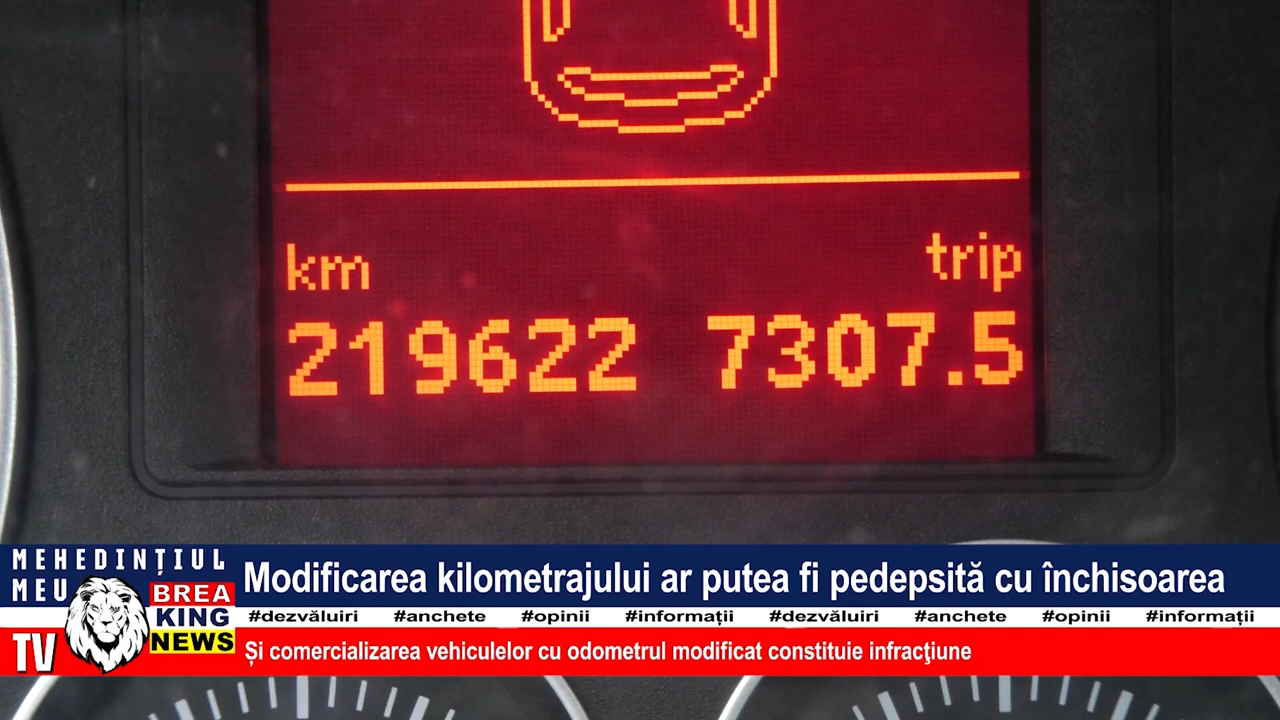 km trip
219622 7307.5
MEHEDINȚIUL
MEU
TV
BREA
KING
NEWS
Modificarea kilometrajului ar putea fi pedepsită cu închisoarea
#dezvăluiri #anchete #opinii #informații #dezvăluiri #anchete #opinii #informații
Și comercializarea vehiculelor cu odometrul modificat constituie infracţiune